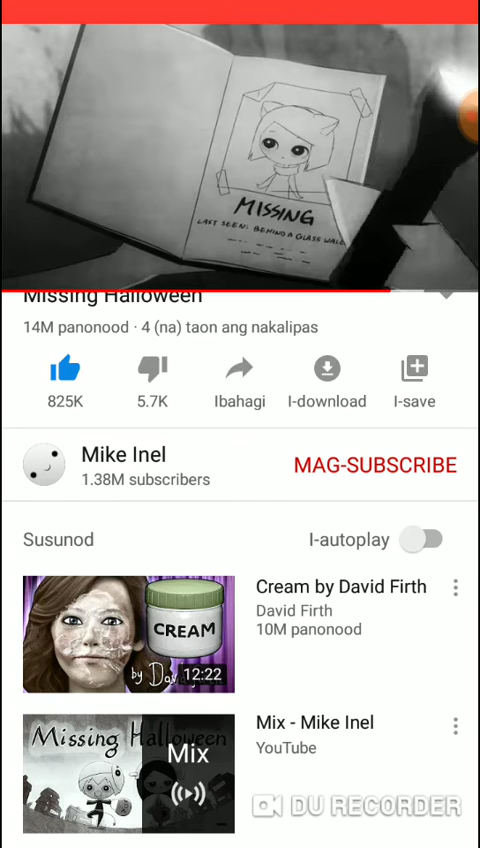 MISSING
LAST SEEN: BEHIND A GLASS WALL
Missing Halloween
14M panonood · 4 (na) taon ang nakalipas
825K
5.7K
Ibahagi
I-download
I-save
Mike Inel
1.38M subscribers
MAG-SUBSCRIBE
Susunod
I-autoplay
CREAM
by Dav
12:22
Cream by David Firth
David Firth
10M panonood
Missing Halloween
Mix
Mix - Mike Inel
YouTube
DU RECORDER